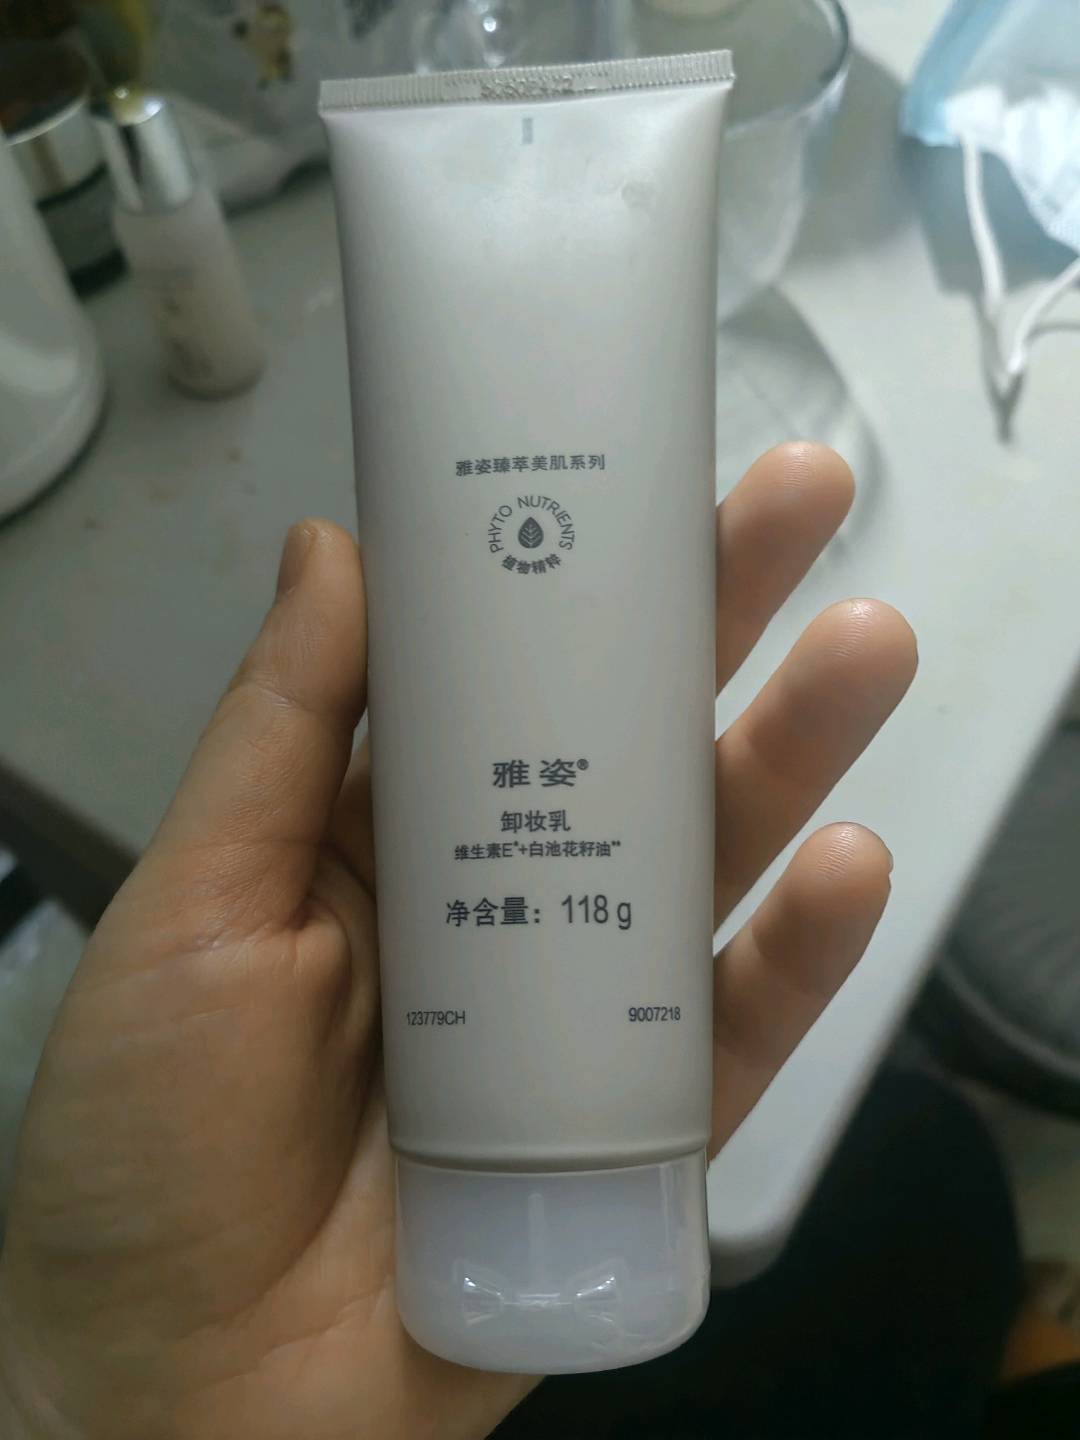 雅姿臻萃美肌系列
PHYTO NUTRIENTS
植物精粹
雅姿®
卸妆乳
维生素E*+白池花籽油**
净含量：118 g
123779CH
9007218